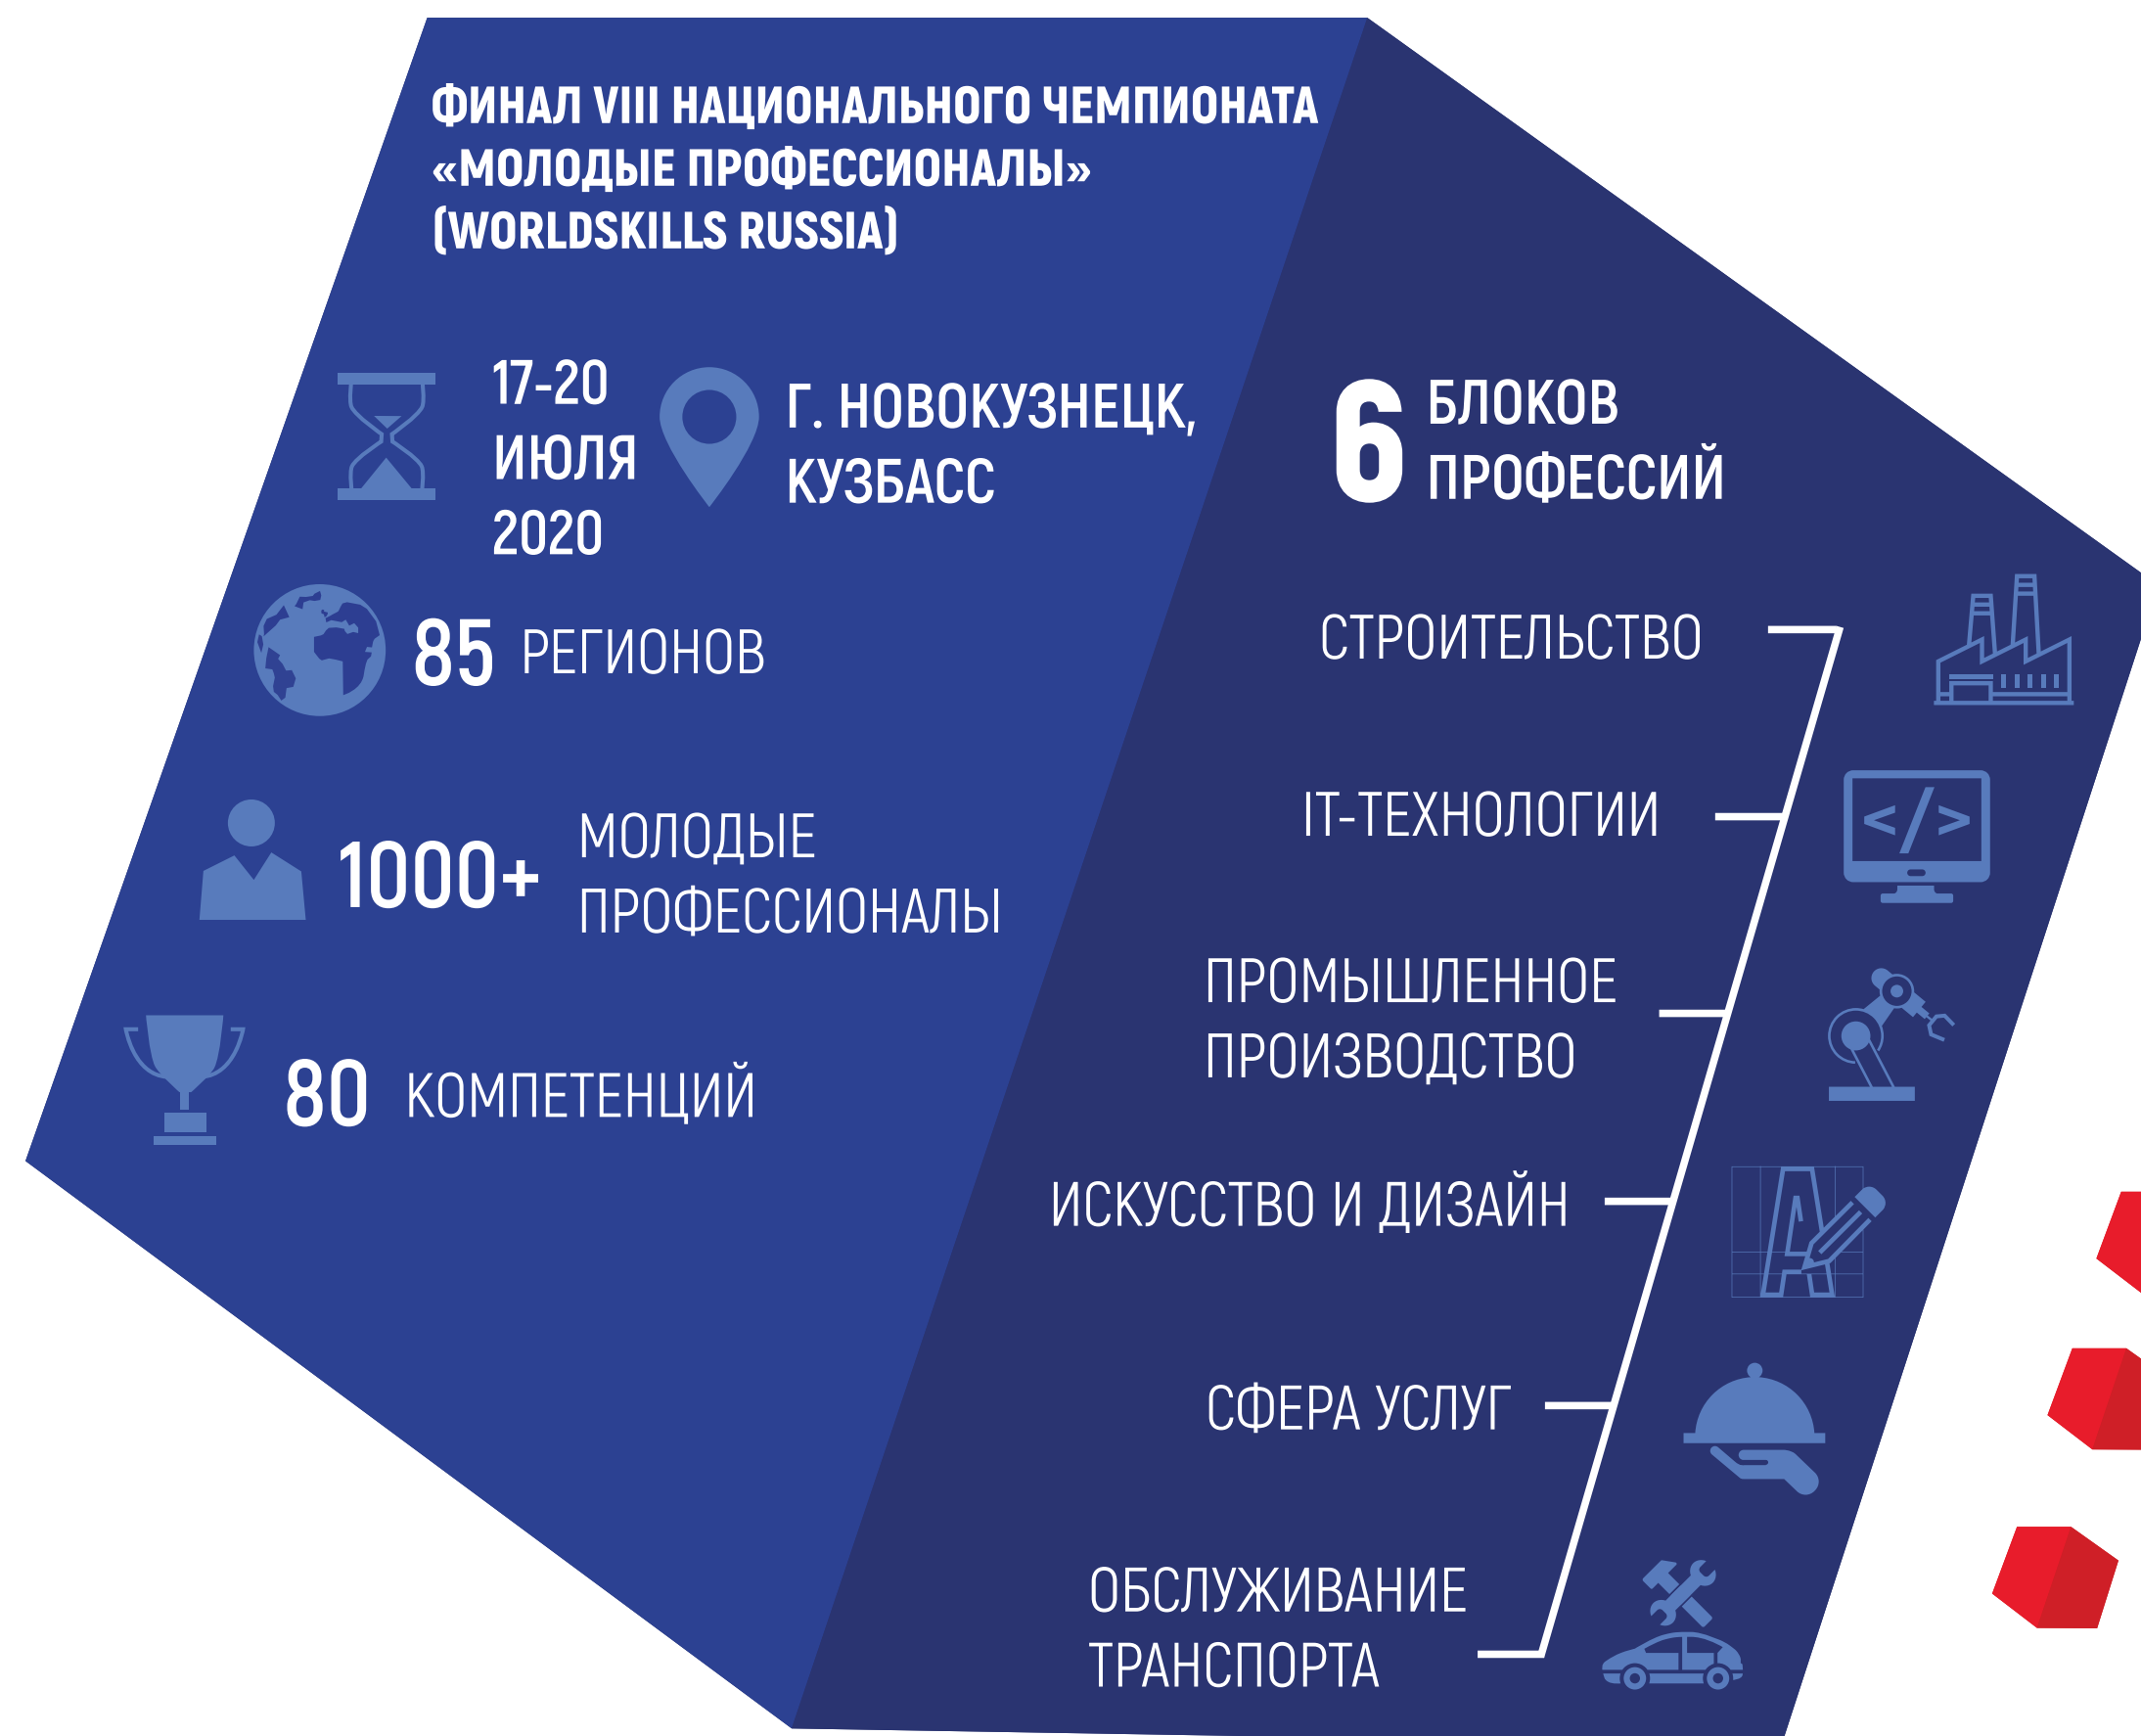 ФИНАЛ VIII НАЦИОНАЛЬНОГО ЧЕМПИОНАТА
«МОЛОДЫЕ ПРОФЕССИОНАЛЫ»
(WORLDSKILLS RUSSIA)
17-20
ИЮЛЯ
2020
Г. НОВОКУЗНЕЦК,
КУЗБАСС
85 РЕГИОНОВ
1000+ МОЛОДЫЕ
ПРОФЕССИОНАЛЫ
80 КОМПЕТЕНЦИЙ
6 БЛОКОВ
ПРОФЕССИЙ
СТРОИТЕЛЬСТВО
IT-ТЕХНОЛОГИИ
</>
ПРОМЫШЛЕННОЕ
ПРОИЗВОДСТВО
ИСКУССТВО И ДИЗАЙН
A
СФЕРА УСЛУГ
ОБСЛУЖИВАНИЕ
ТРАНСПОРТА